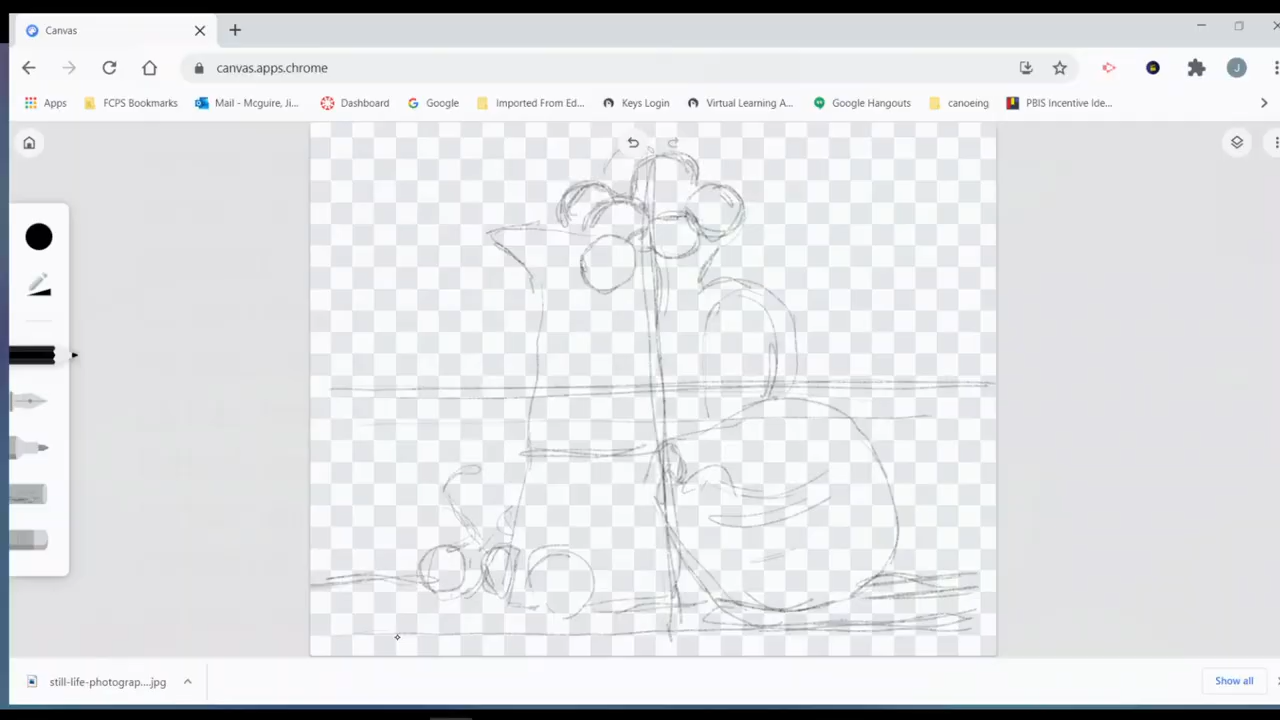 Canvas
canvas.apps.chrome
Apps FCPS Bookmarks Mail - Mcguire, Ji... Dashboard Google Imported From Ed... Keys Login Virtual Learning A... Google Hangouts canoeing PBIS Incentive Ide...
J
still-life-photograp....jpg
Show all